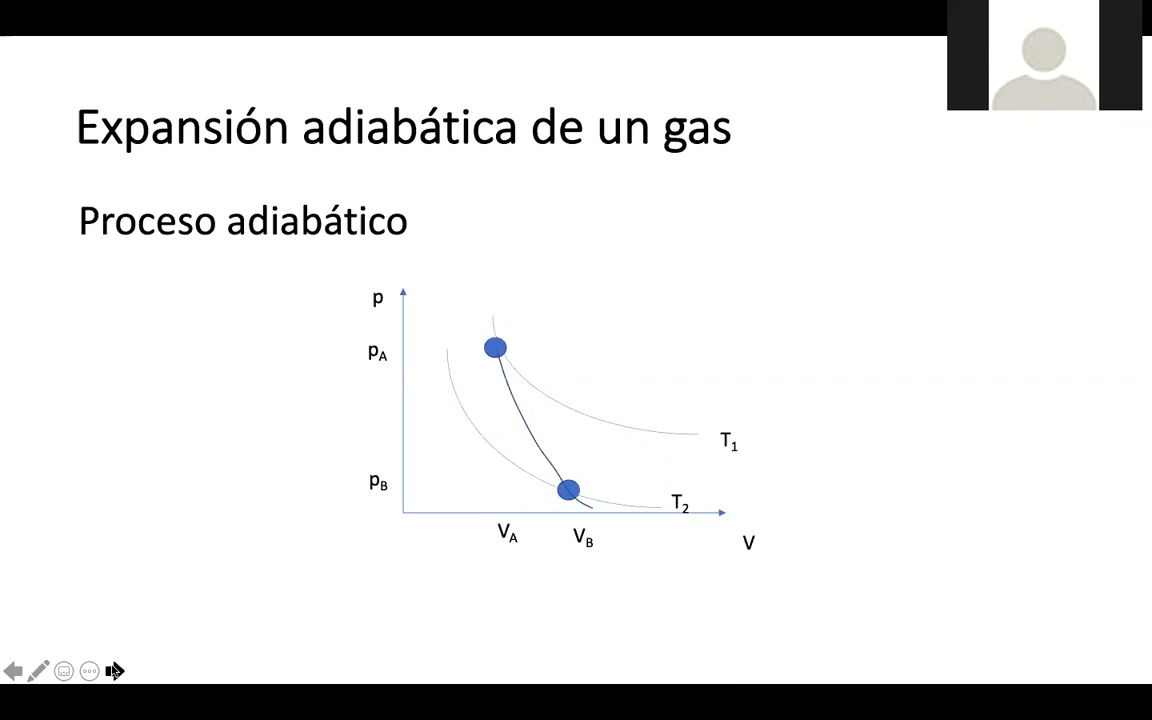 Expansión adiabática de un gas
Proceso adiabático
p
pA
T1
pB
T2
VA VB
V